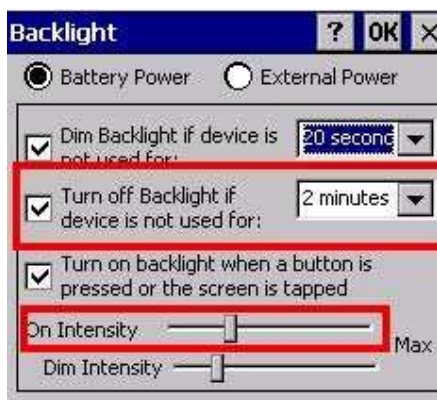 Backlight ? OK ×
Battery Power External Power
Dim Backlight if device is 20 second
not used for:
Turn off Backlight if 2 minutes
device is not used for:
Turn on backlight when a button is
pressed or the screen is tapped
On Intensity
Max
Dim Intensity